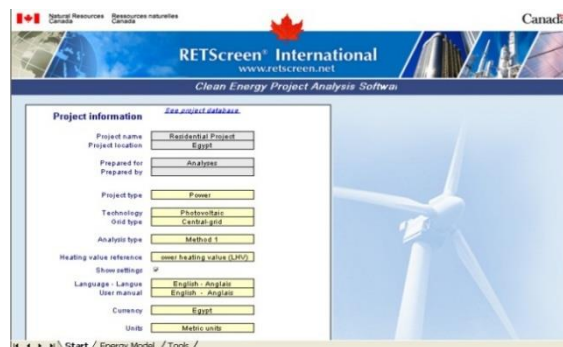 Natural Resources Ressources naturelles
Canada Canada
Canad
RETScreen® International
www.retscreen.net
Clean Energy Project Analysis Softwa
Project information
See project database
Project name Residential Project
Project location Egypt
Prepared for Analyses
Prepared by
Project type Power
Technology Photovoltaic
Grid type Central-grid
Analysis type Method 1
Heating value reference ower heating value (LHV)
Show settings
Language - Langue English - Anglais
User manual English - Anglais
Currency Egypt
Units Metric units
Start / Energy Model / Tools /